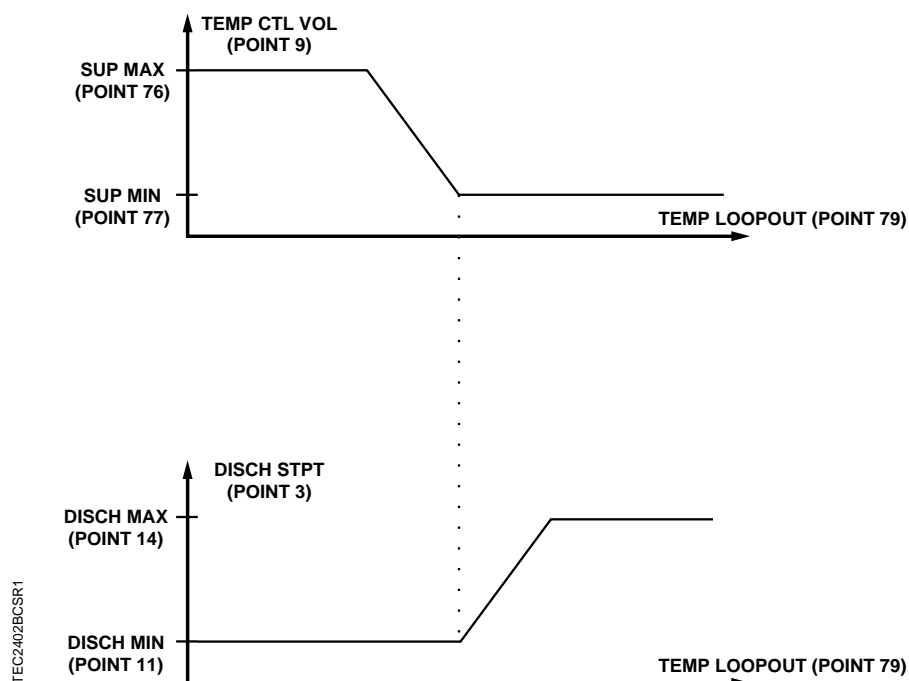 TEMP CTL VOL
(POINT 9)
SUP MAX
(POINT 76)
SUP MIN
(POINT 77)
TEMP LOOPOUT (POINT 79)
DISCH STPT
(POINT 3)
DISCH MAX
(POINT 14)
DISCH MIN
(POINT 11)
TEMP LOOPOUT (POINT 79)
TEC2402BCSR1